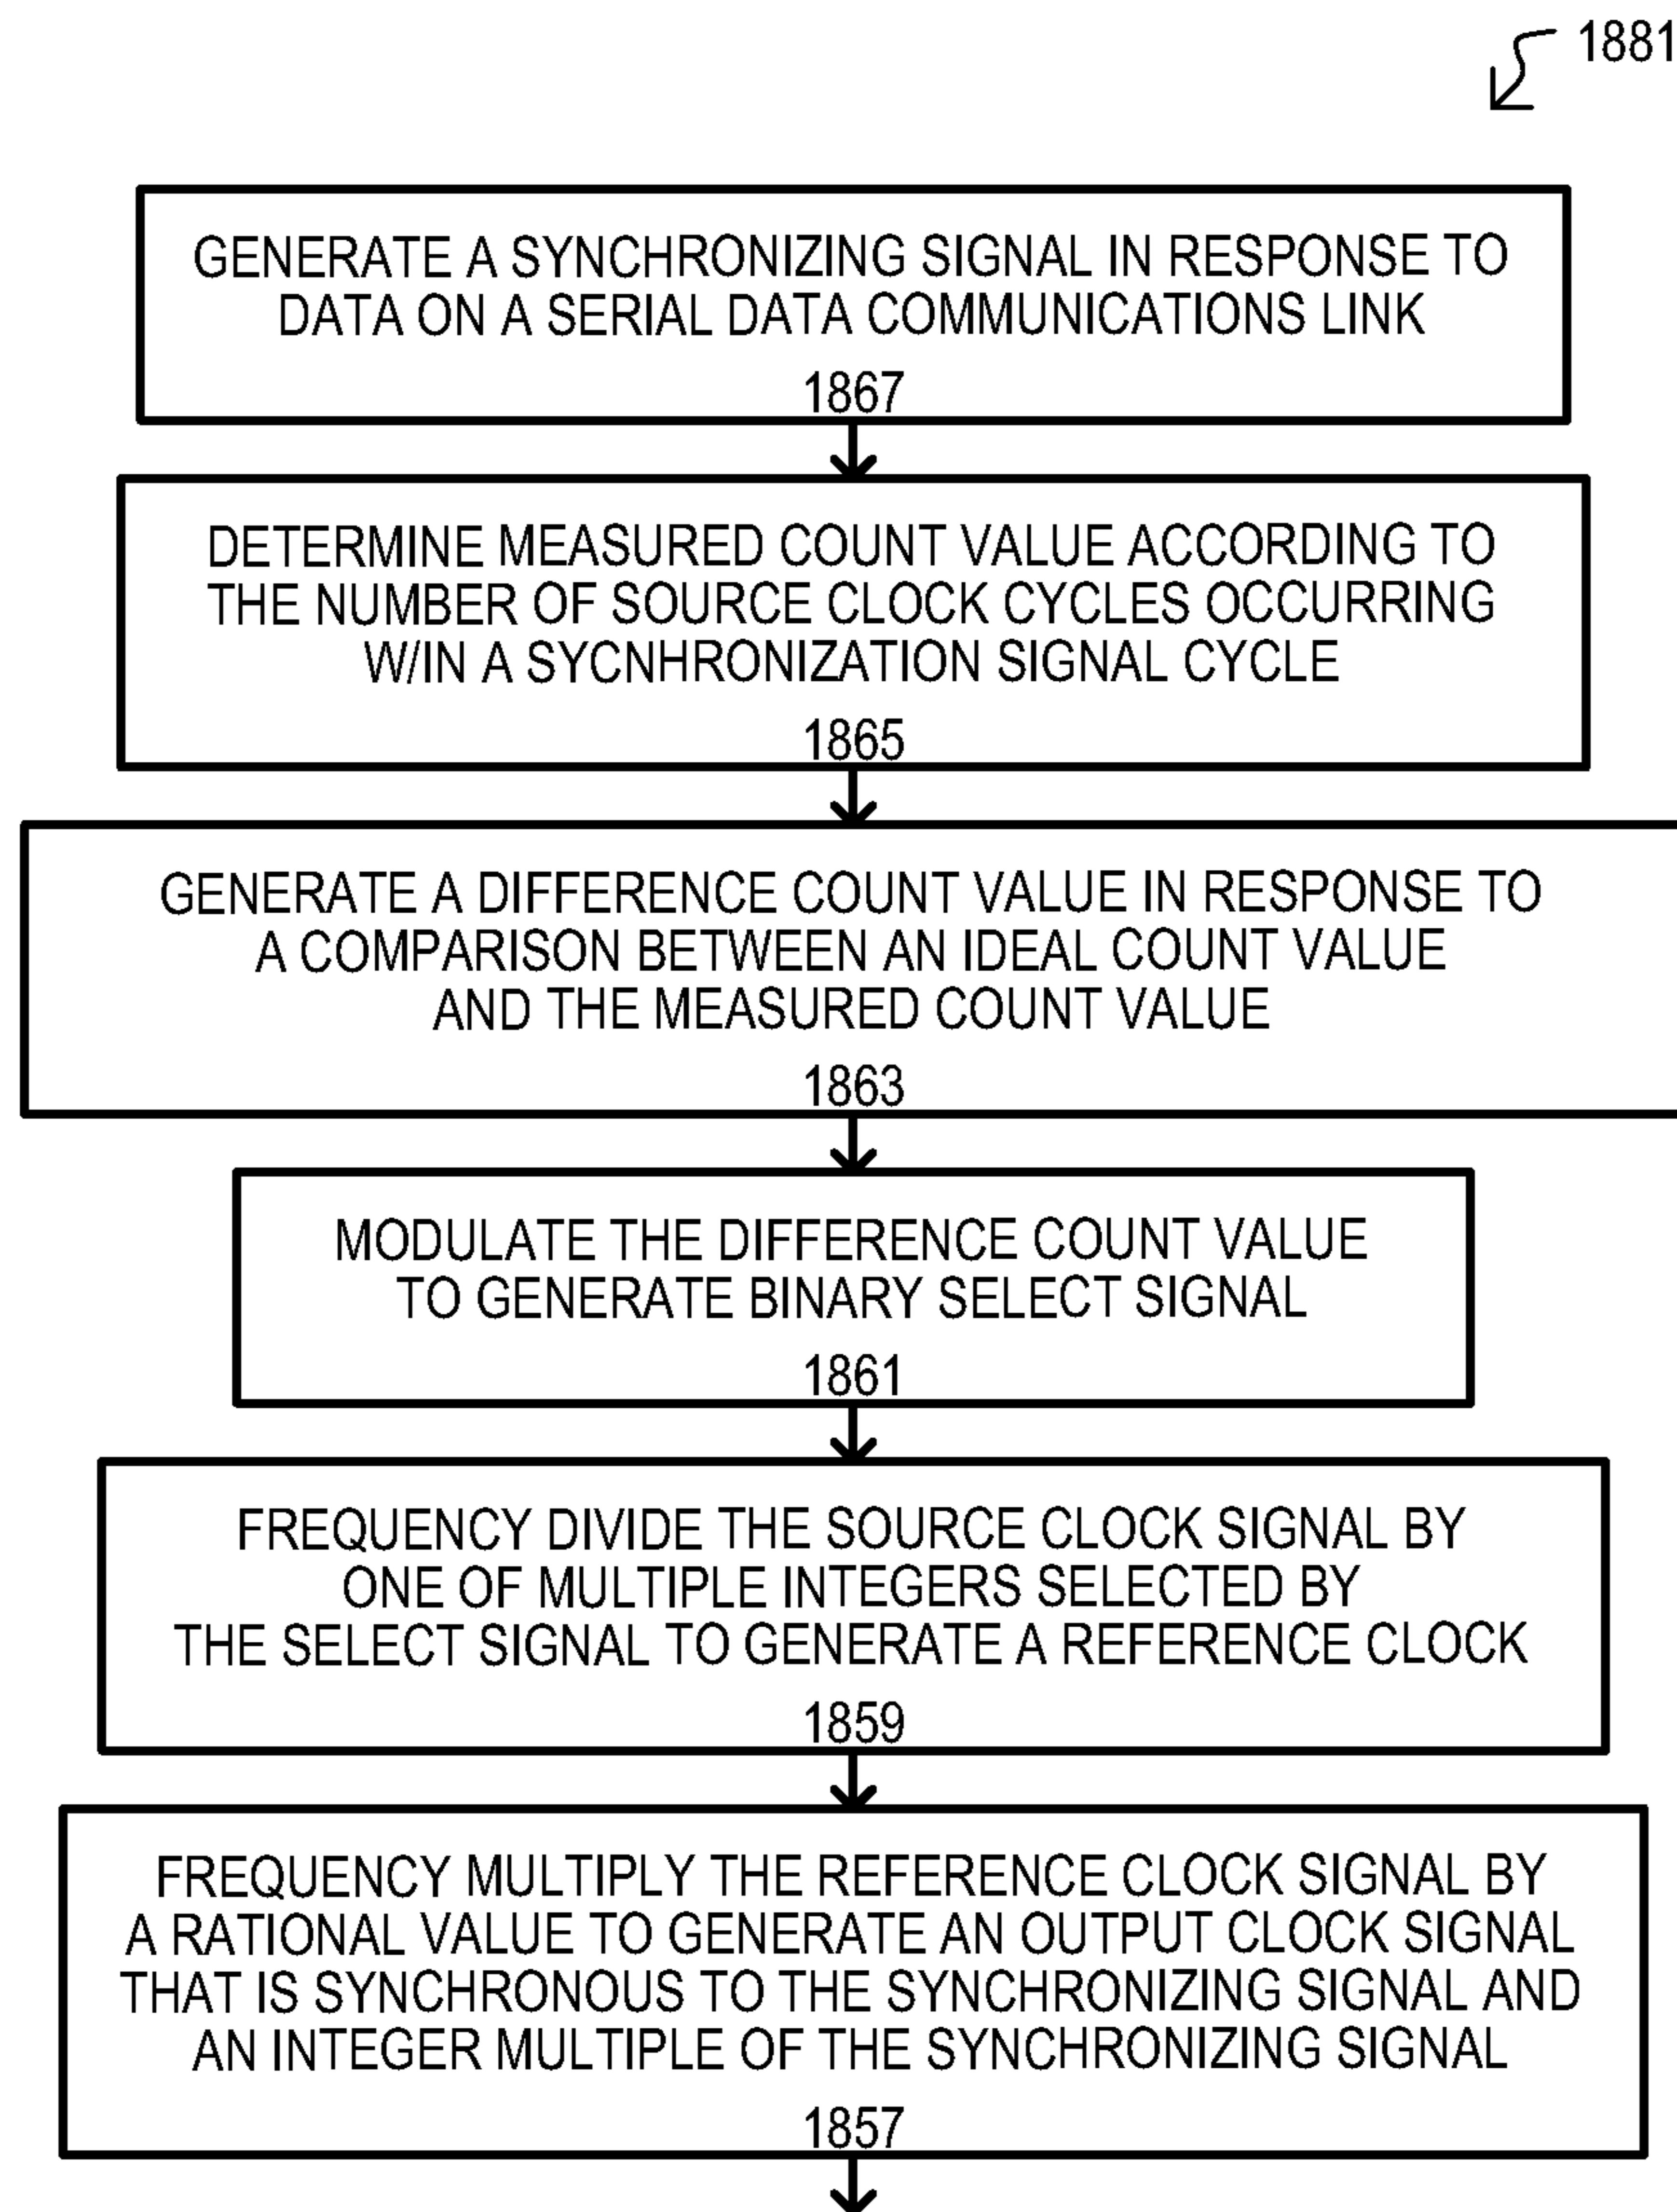 1881
GENERATE A SYNCHRONIZING SIGNAL IN RESPONSE TO
DATA ON A SERIAL DATA COMMUNICATIONS LINK
1867
DETERMINE MEASURED COUNT VALUE ACCORDING TO
THE NUMBER OF SOURCE CLOCK CYCLES OCCURRING
W/IN A SYCNHRONIZATION SIGNAL CYCLE
1865
GENERATE A DIFFERENCE COUNT VALUE IN RESPONSE TO
A COMPARISON BETWEEN AN IDEAL COUNT VALUE
AND THE MEASURED COUNT VALUE
1863
MODULATE THE DIFFERENCE COUNT VALUE
TO GENERATE BINARY SELECT SIGNAL
1861
FREQUENCY DIVIDE THE SOURCE CLOCK SIGNAL BY
ONE OF MULTIPLE INTEGERS SELECTED BY
THE SELECT SIGNAL TO GENERATE A REFERENCE CLOCK
1859
FREQUENCY MULTIPLY THE REFERENCE CLOCK SIGNAL BY
A RATIONAL VALUE TO GENERATE AN OUTPUT CLOCK SIGNAL
THAT IS SYNCHRONOUS TO THE SYNCHRONIZING SIGNAL AND
AN INTEGER MULTIPLE OF THE SYNCHRONIZING SIGNAL
1857